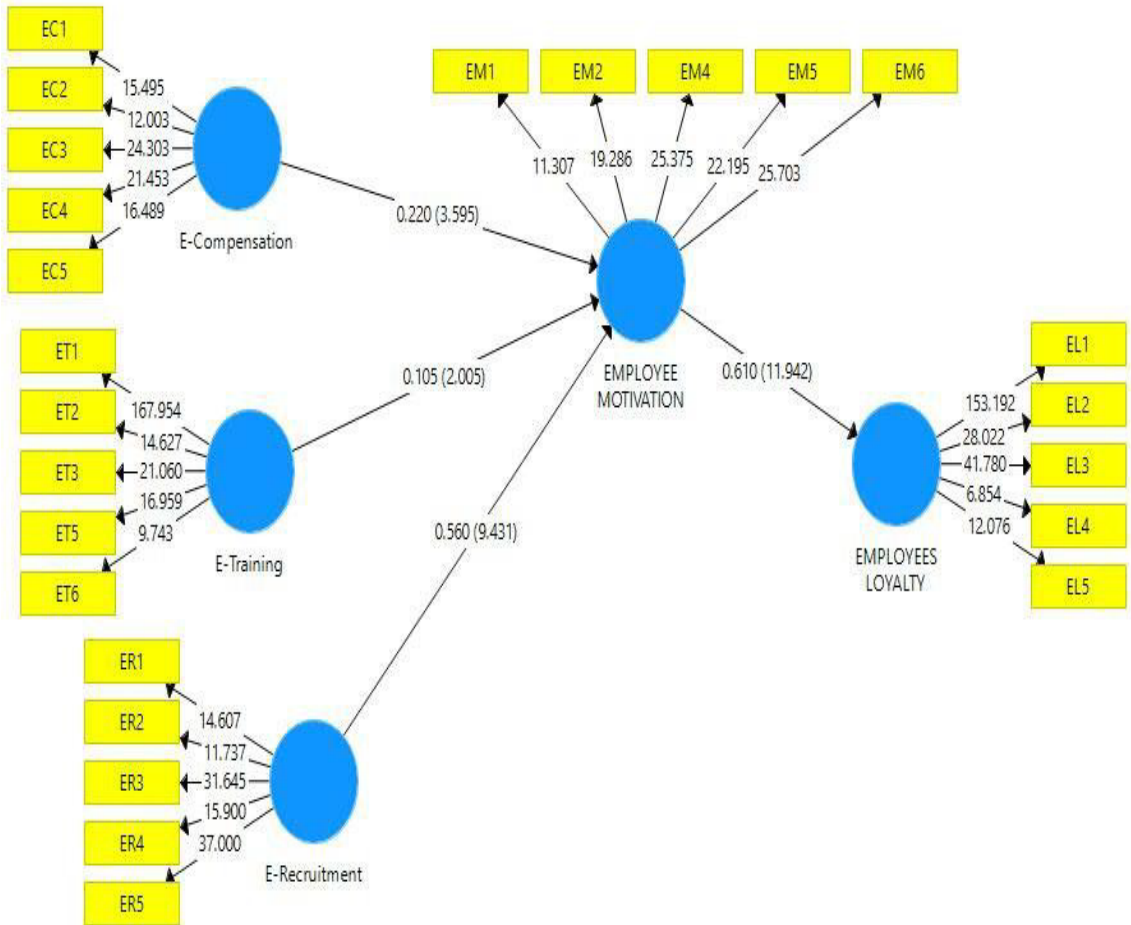 EC1
EC2
EC3
EC4
EC5
15.495
12.003
24.303
21.453
16.489
E-Compensation
EM1
EM2
EM4
EM5
EM6
11.307
19.286
25.375
22.195
25.703
0.220 (3.595)
EMPLOYEE
MOTIVATION
ET1
ET2
ET3
ET5
ET6
167.954
14.627
21.060
16.959
9.743
E-Training
0.105 (2.005)
0.610 (11.942)
EL1
EL2
EL3
EL4
EL5
153.192
28.022
41.780
6.854
12.076
EMPLOYEES
LOYALTY
0.560 (9.431)
ER1
ER2
ER3
ER4
ER5
14.607
11.737
31.645
15.900
37.000
E-Recruitment